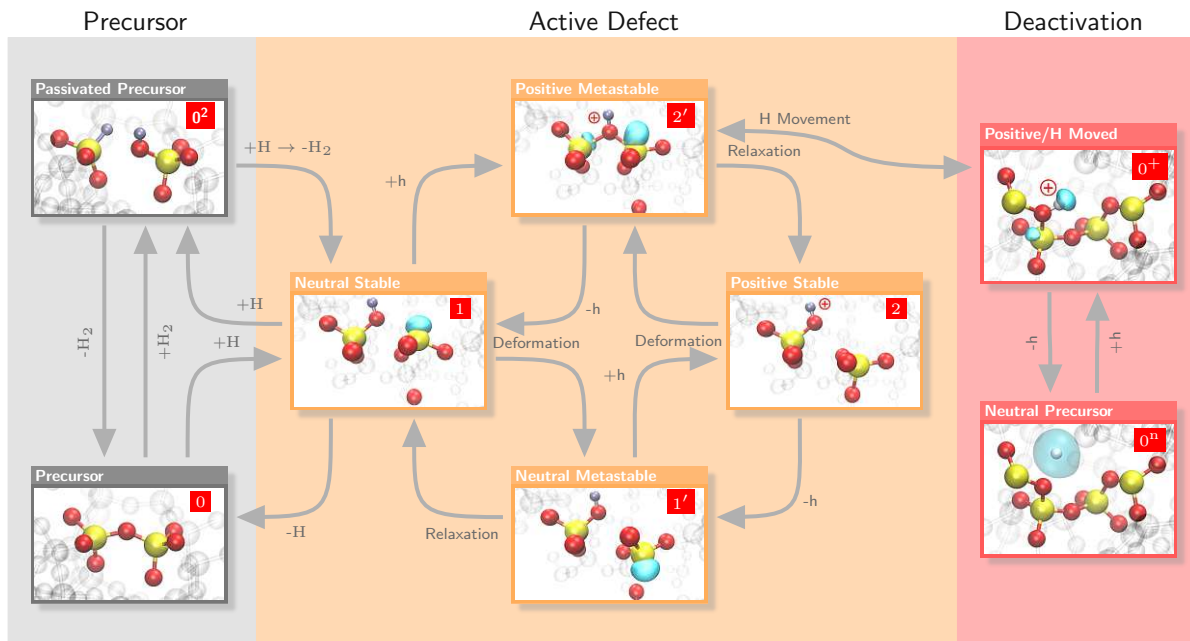 Precursor
Active Defect
Deactivation
Passivated Precursor
0²
Positive Metastable
2′
Positive/H Moved
0⁺
+H → -H₂
+h
H Movement
Relaxation
Neutral Stable
1
Positive Stable
2
-H₂
+H₂
+H
+H
-h
Deformation
Deformation
+h
-h
+h
Neutral Precursor
0ⁿ
Precursor
0
-H
Relaxation
Neutral Metastable
1′
-h